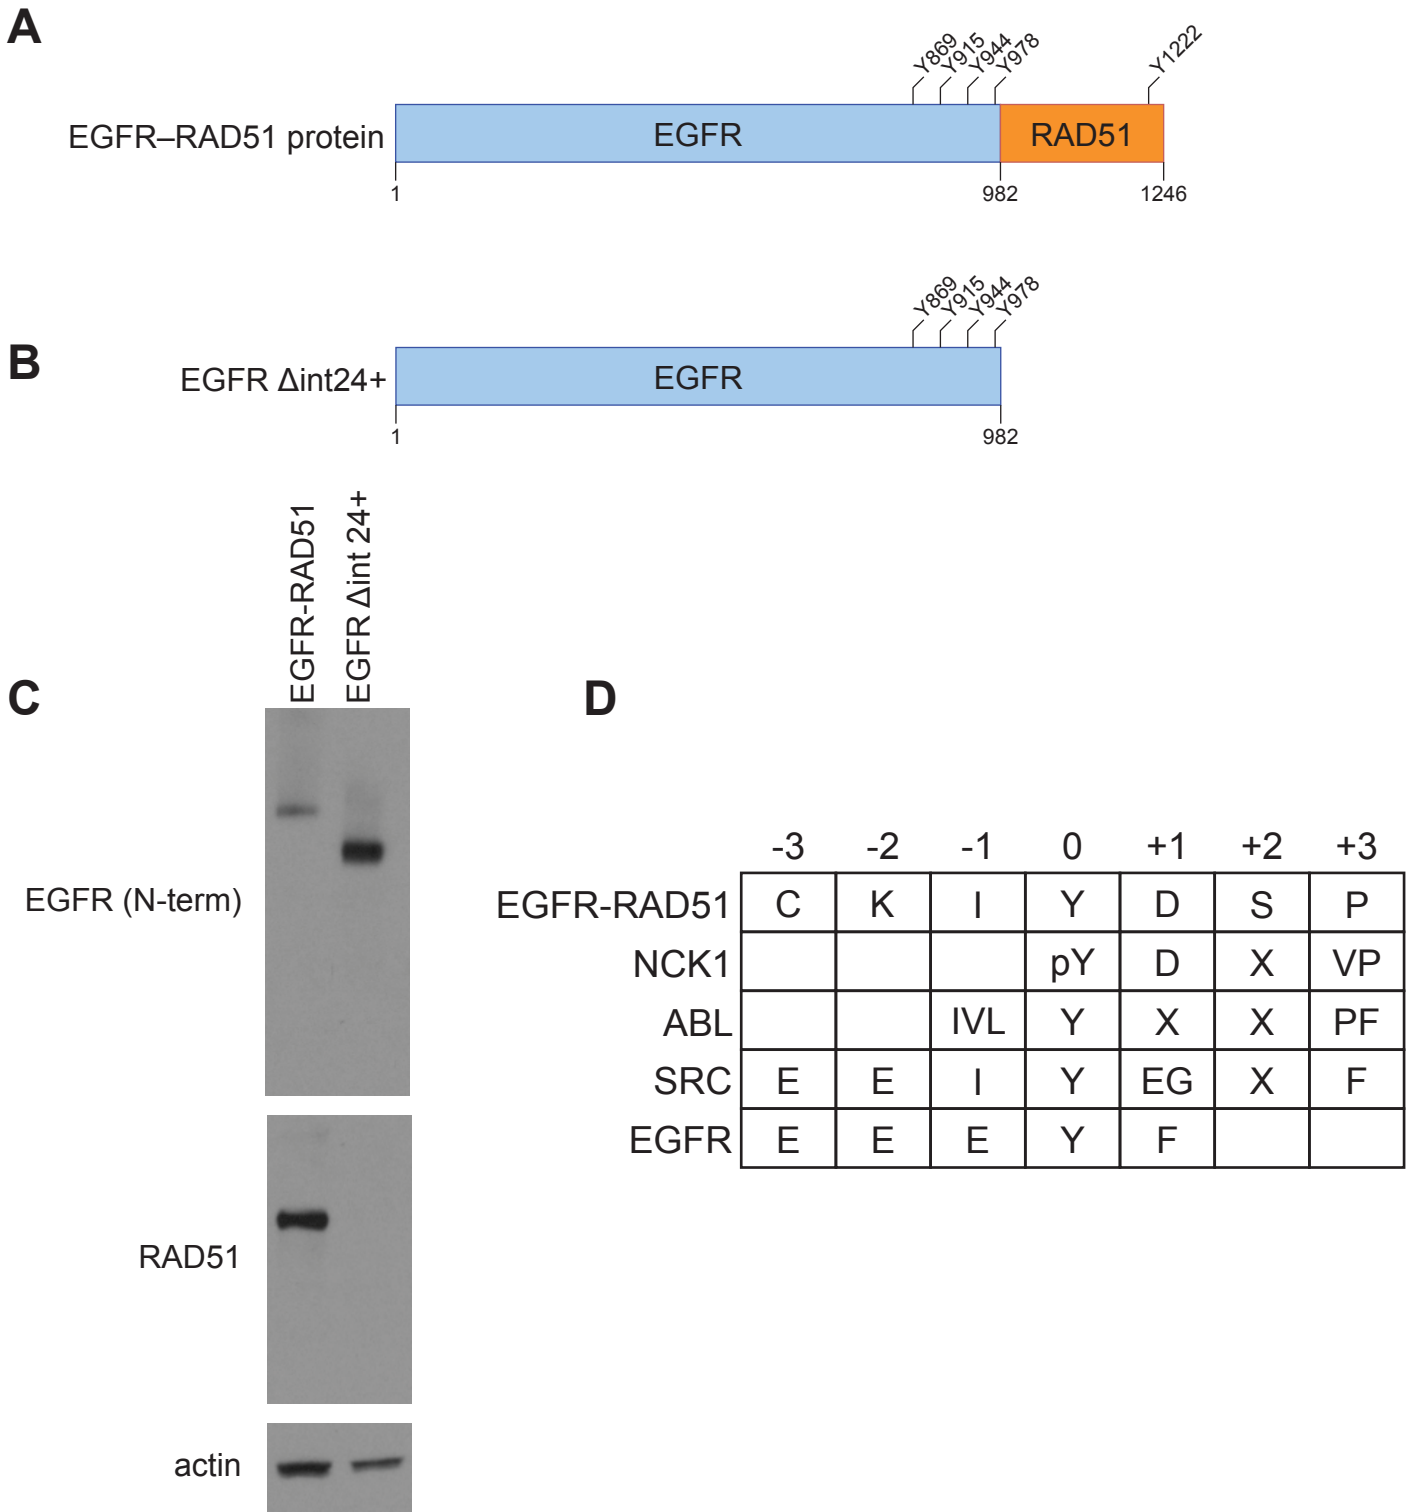 A
Y869
Y915
Y944
Y978
Y1222
EGFR–RAD51 protein
EGFR
RAD51
1
982
1246
B
Y869
Y915
Y944
Y978
EGFR Δint24+
EGFR
1
982
C
EGFR-RAD51
EGFR Δint 24+
EGFR (N-term)
RAD51
actin
D
-3 -2 -1 0 +1 +2 +3
EGFR-RAD51 C K I Y D S P
NCK1 pY D X VP
ABL IVL Y X X PF
SRC E E I Y EG X F
EGFR E E E Y F